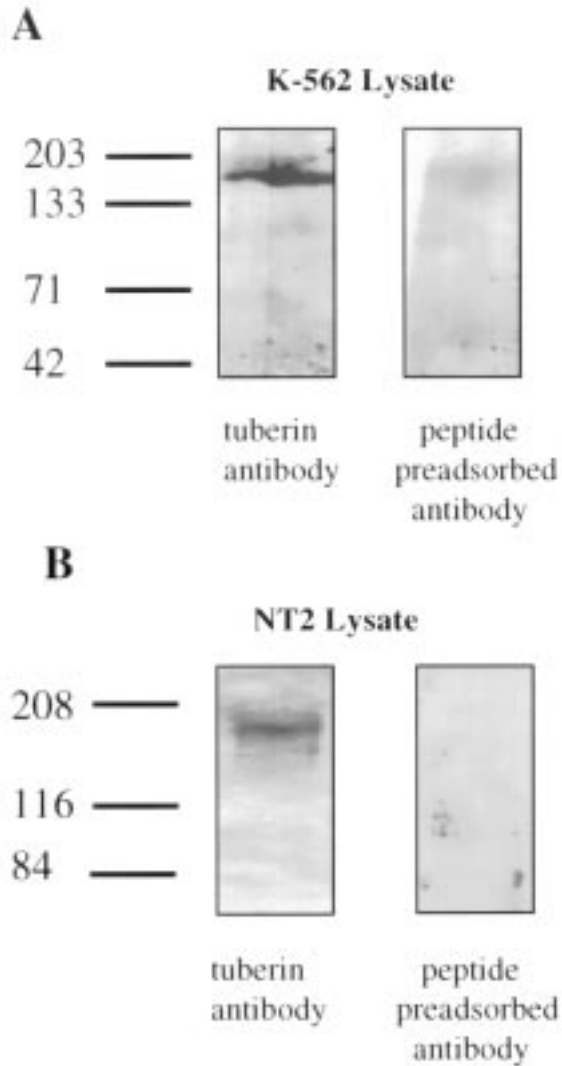 A
K-562 Lysate
203
133
71
42
tuberin
antibody
peptide
preadsorbed
antibody
B
NT2 Lysate
208
116
84
tuberin
antibody
peptide
preadsorbed
antibody